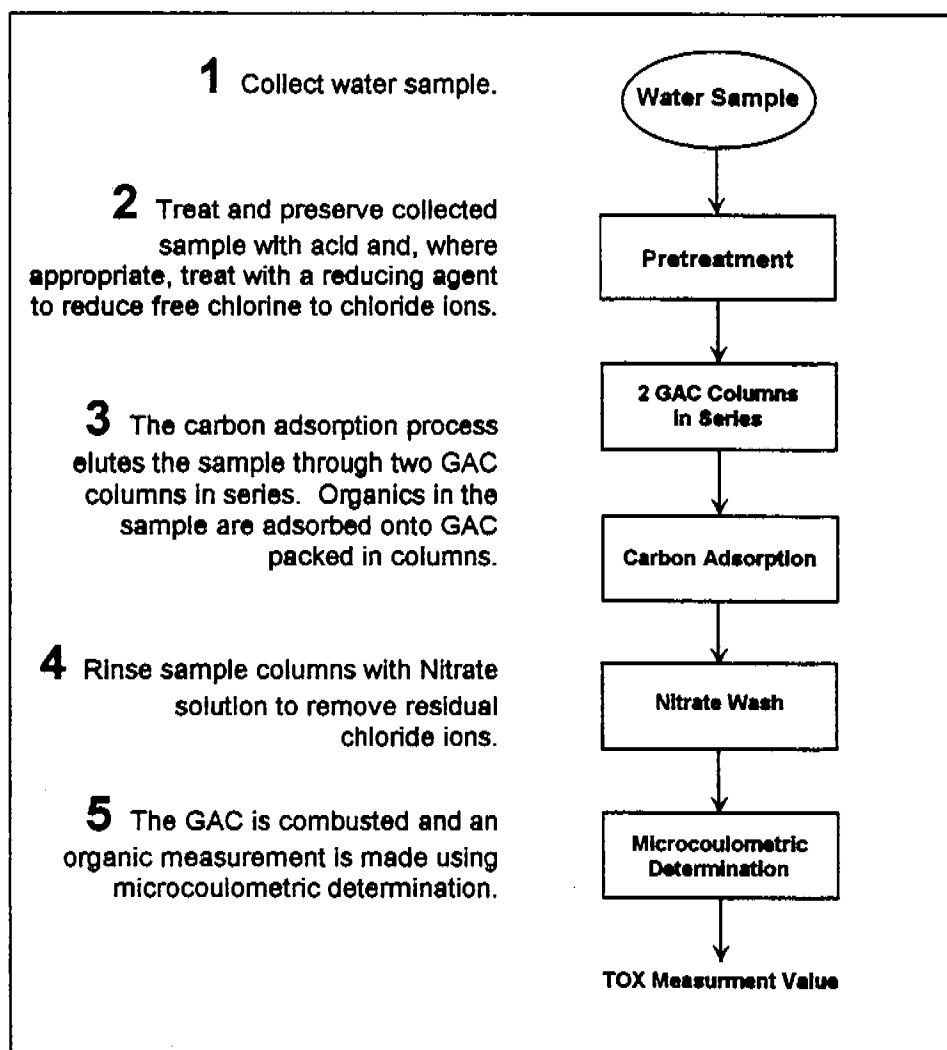 1 Collect water sample.
Water Sample
2 Treat and preserve collected
sample with acid and, where
appropriate, treat with a reducing agent
to reduce free chlorine to chloride ions.
Pretreatment
2 GAC Columns
in Series
3 The carbon adsorption process
elutes the sample through two GAC
columns in series. Organics in the
sample are adsorbed onto GAC
packed in columns.
Carbon Adsorption
4 Rinse sample columns with Nitrate
solution to remove residual
chloride ions.
Nitrate Wash
5 The GAC is combusted and an
organic measurement is made using
microcoulometric determination.
Microcoulometric
Determination
TOX Measurment Value